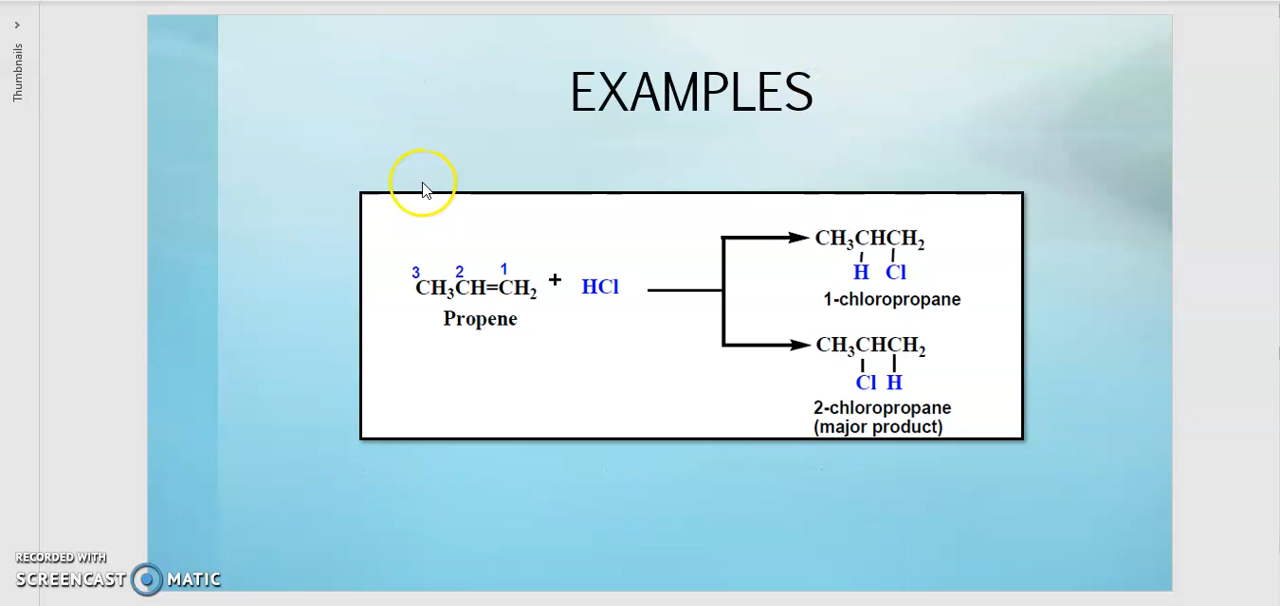 Thumbnails
EXAMPLES
3 2 1
CH₃CH=CH₂ + HCl
Propene
CH₃CHCH₂
H Cl
1-chloropropane
CH₃CHCH₂
Cl H
2-chloropropane
(major product)
RECORDED WITH
SCREENCAST MATIC